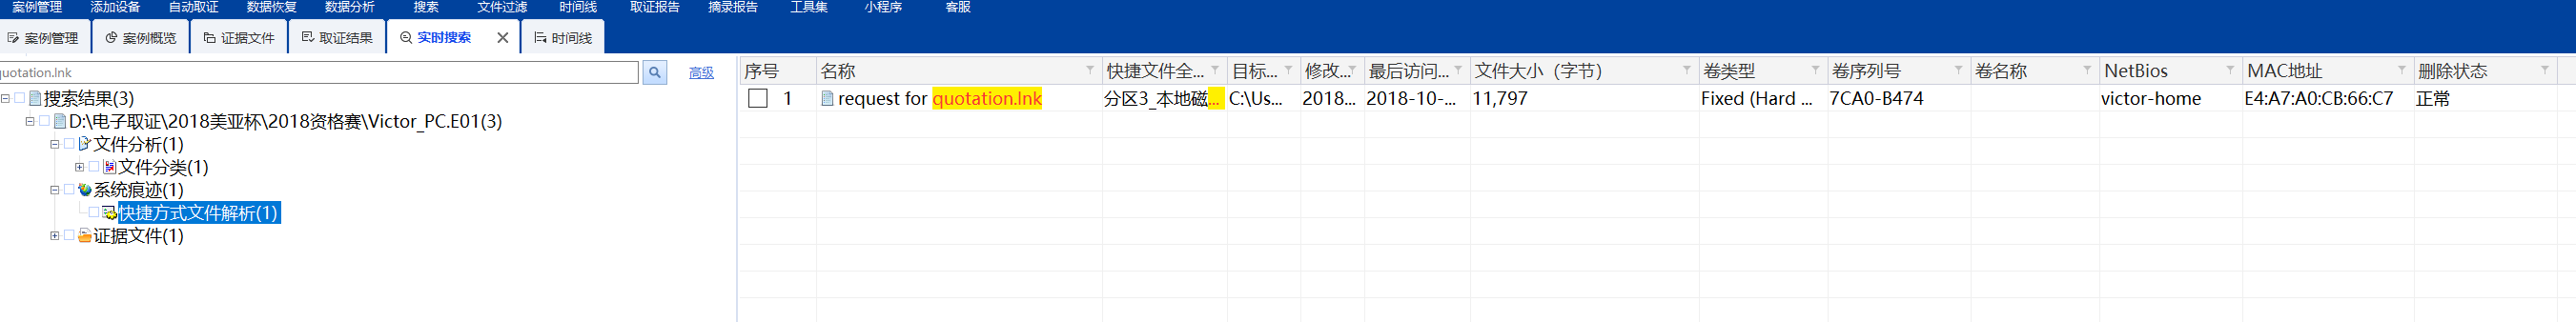 案例管理 添加设备 自动取证 数据恢复 数据分析 搜索 文件过滤 时间线 取证报告 摘录报告 工具集 小程序 客服
案例管理 案例概览 证据文件 取证结果 实时搜索 时间线
uotation.lnk 高级
序号 名称 快捷文件全... 目标... 修改... 最后访问... 文件大小（字节） 卷类型 卷序列号 卷名称 NetBios MAC地址 删除状态
1 request for quotation.lnk 分区3_本地磁... C:\Us... 2018... 2018-10-... 11,797 Fixed (Hard ... 7CA0-B474 victor-home E4:A7:A0:CB:66:C7 正常
搜索结果(3)
D:\电子取证\2018美亚杯\2018资格赛\Victor_PC.E01(3)
文件分析(1)
文件分类(1)
系统痕迹(1)
快捷方式文件解析(1)
证据文件(1)